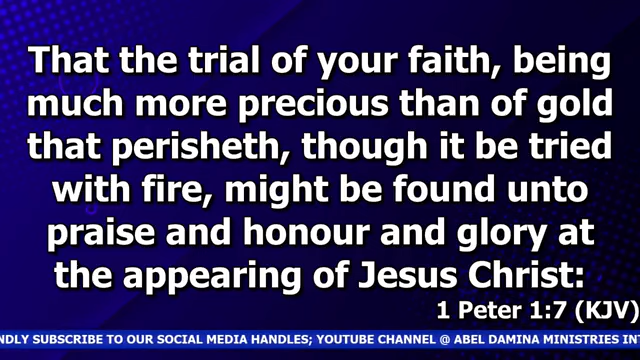 That the trial of your faith, being
much more precious than of gold
that perisheth, though it be tried
with fire, might be found unto
praise and honour and glory at
the appearing of Jesus Christ:
1 Peter 1:7 (KJV)
SUBSCRIBE TO OUR SOCIAL MEDIA HANDLES; YOUTUBE CHANNEL @ ABEL DAMINA MINISTRIES